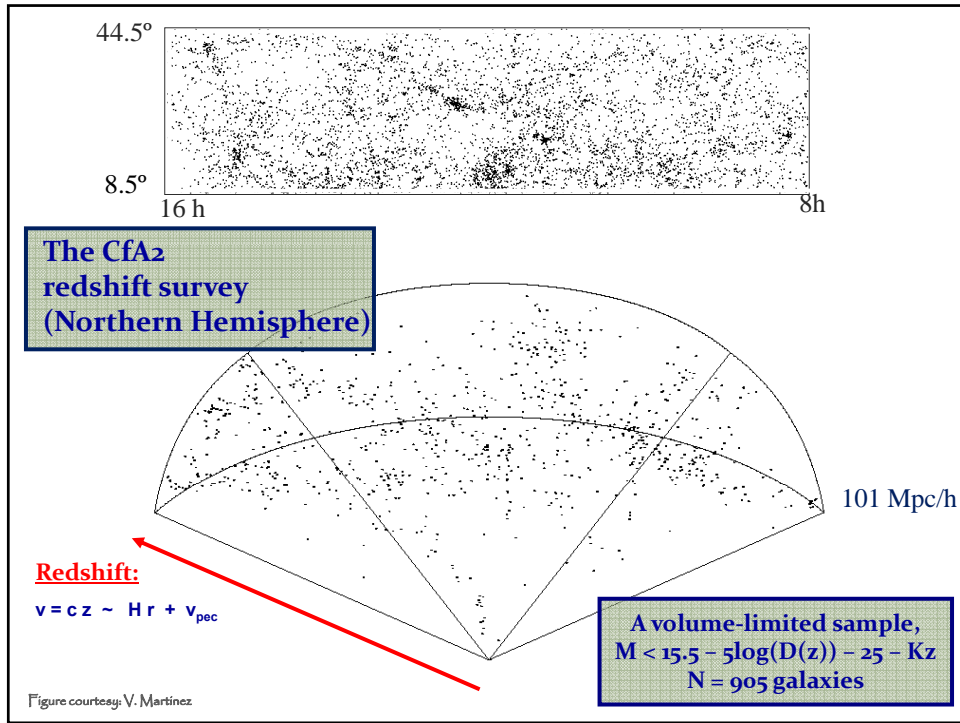 44.5º
8.5º
16 h
8h
The CfA2
redshift survey
(Northern Hemisphere)
101 Mpc/h
Redshift:
v = c z ~ H r + vpec
A volume-limited sample,
M < 15.5 – 5log(D(z)) – 25 – Kz
N = 905 galaxies
Figure courtesy: V. Martínez